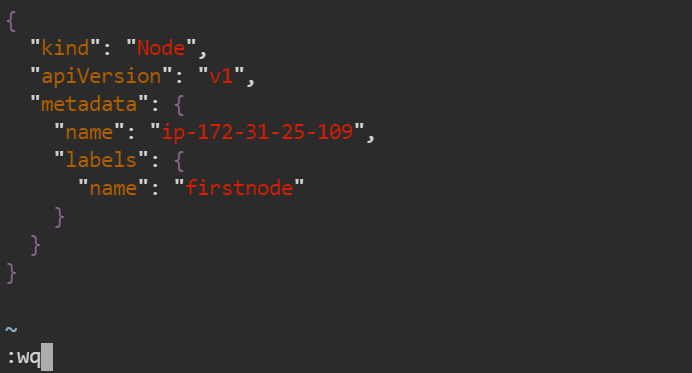 {
  "kind": "Node",
  "apiVersion": "v1",
  "metadata": {
    "name": "ip-172-31-25-109",
    "labels": {
      "name": "firstnode"
    }
  }
}
~
:wq